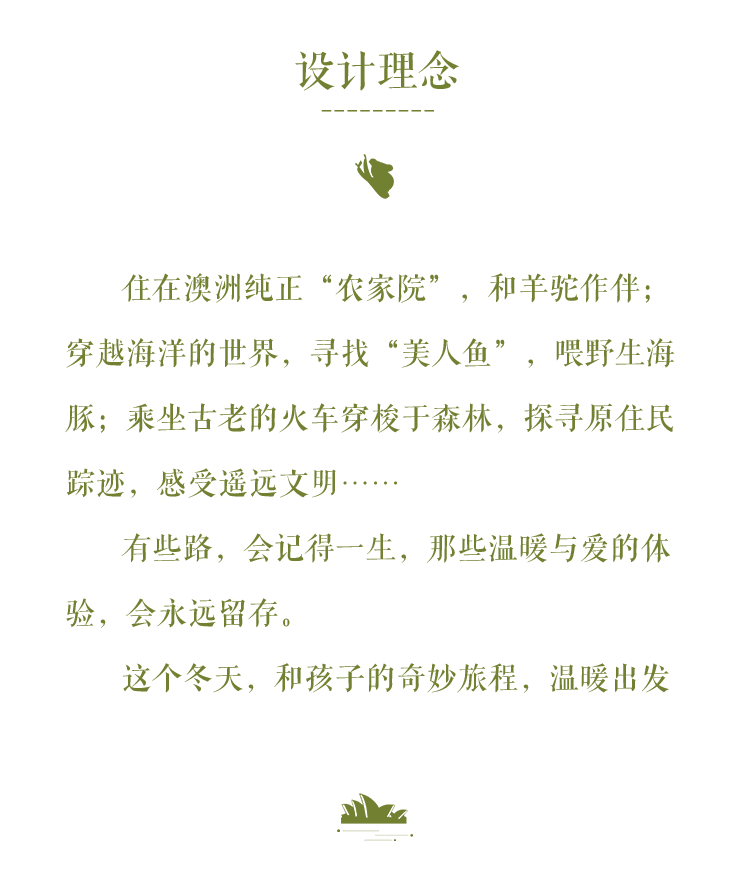 设计理念
住在澳洲纯正“农家院”，和羊驼作伴；
穿越海洋的世界，寻找“美人鱼”，喂野生海
豚；乘坐古老的火车穿梭于森林，探寻原住民
踪迹，感受遥远文明……
有些路，会记得一生，那些温暖与爱的体
验，会永远留存。
这个冬天，和孩子的奇妙旅程，温暖出发